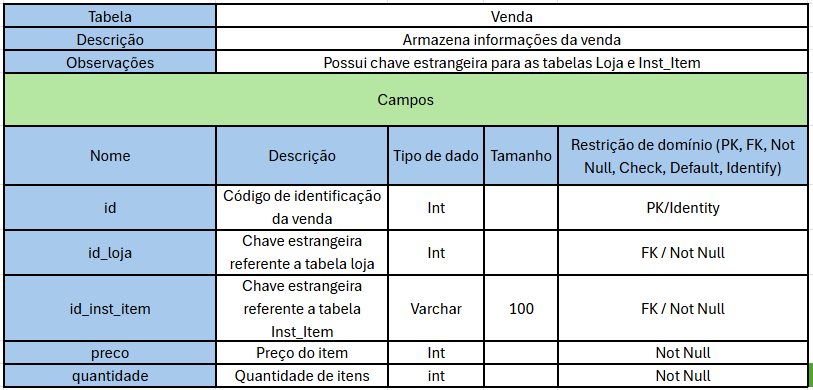 Tabela Venda
Descrição Armazena informações da venda
Observações Possui chave estrangeira para as tabelas Loja e Inst_Item
Campos
Nome Descrição Tipo de dado Tamanho Restrição de domínio (PK, FK, Not
Null, Check, Default, Identify)
id Código de identificação
da venda Int PK/Identity
id_loja Chave estrangeira
referente a tabela loja Int FK / Not Null
id_inst_item Chave estrangeira
referente a tabela
Inst_Item Varchar 100 FK / Not Null
preco Preço do item Int Not Null
quantidade Quantidade de itens int Not Null